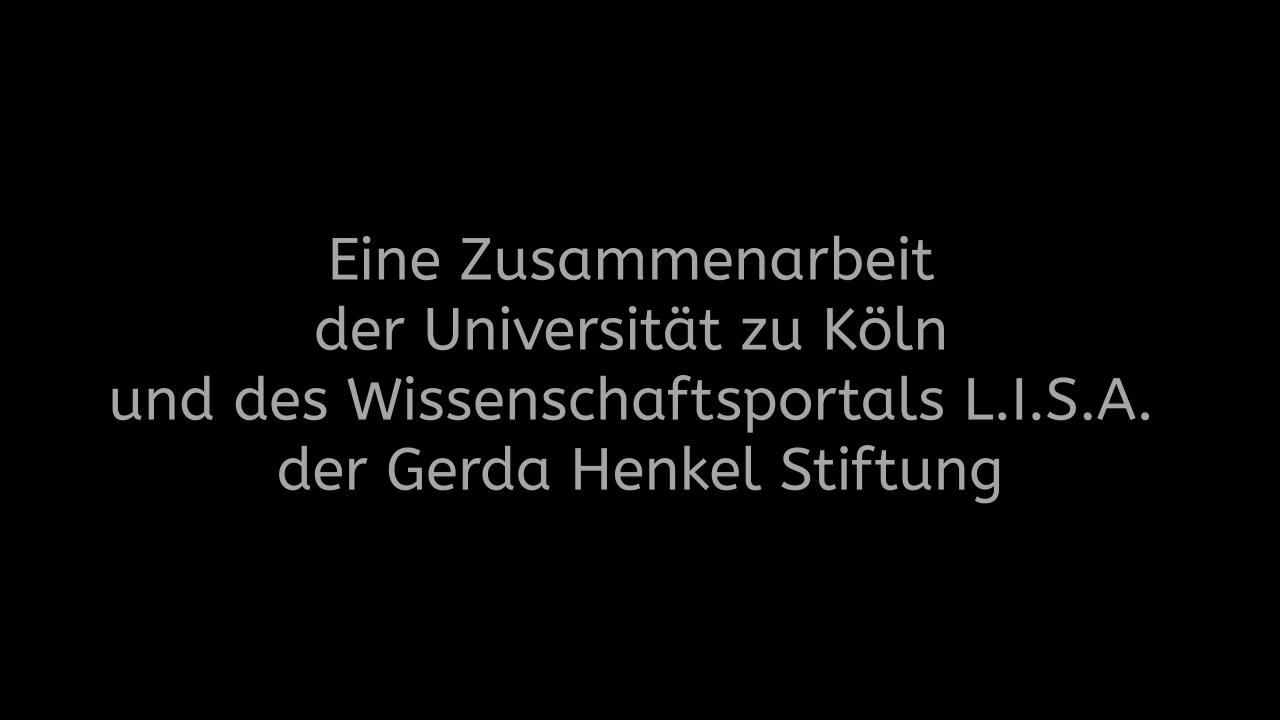 Eine Zusammenarbeit
der Universität zu Köln
und des Wissenschaftsportals L.I.S.A.
der Gerda Henkel Stiftung